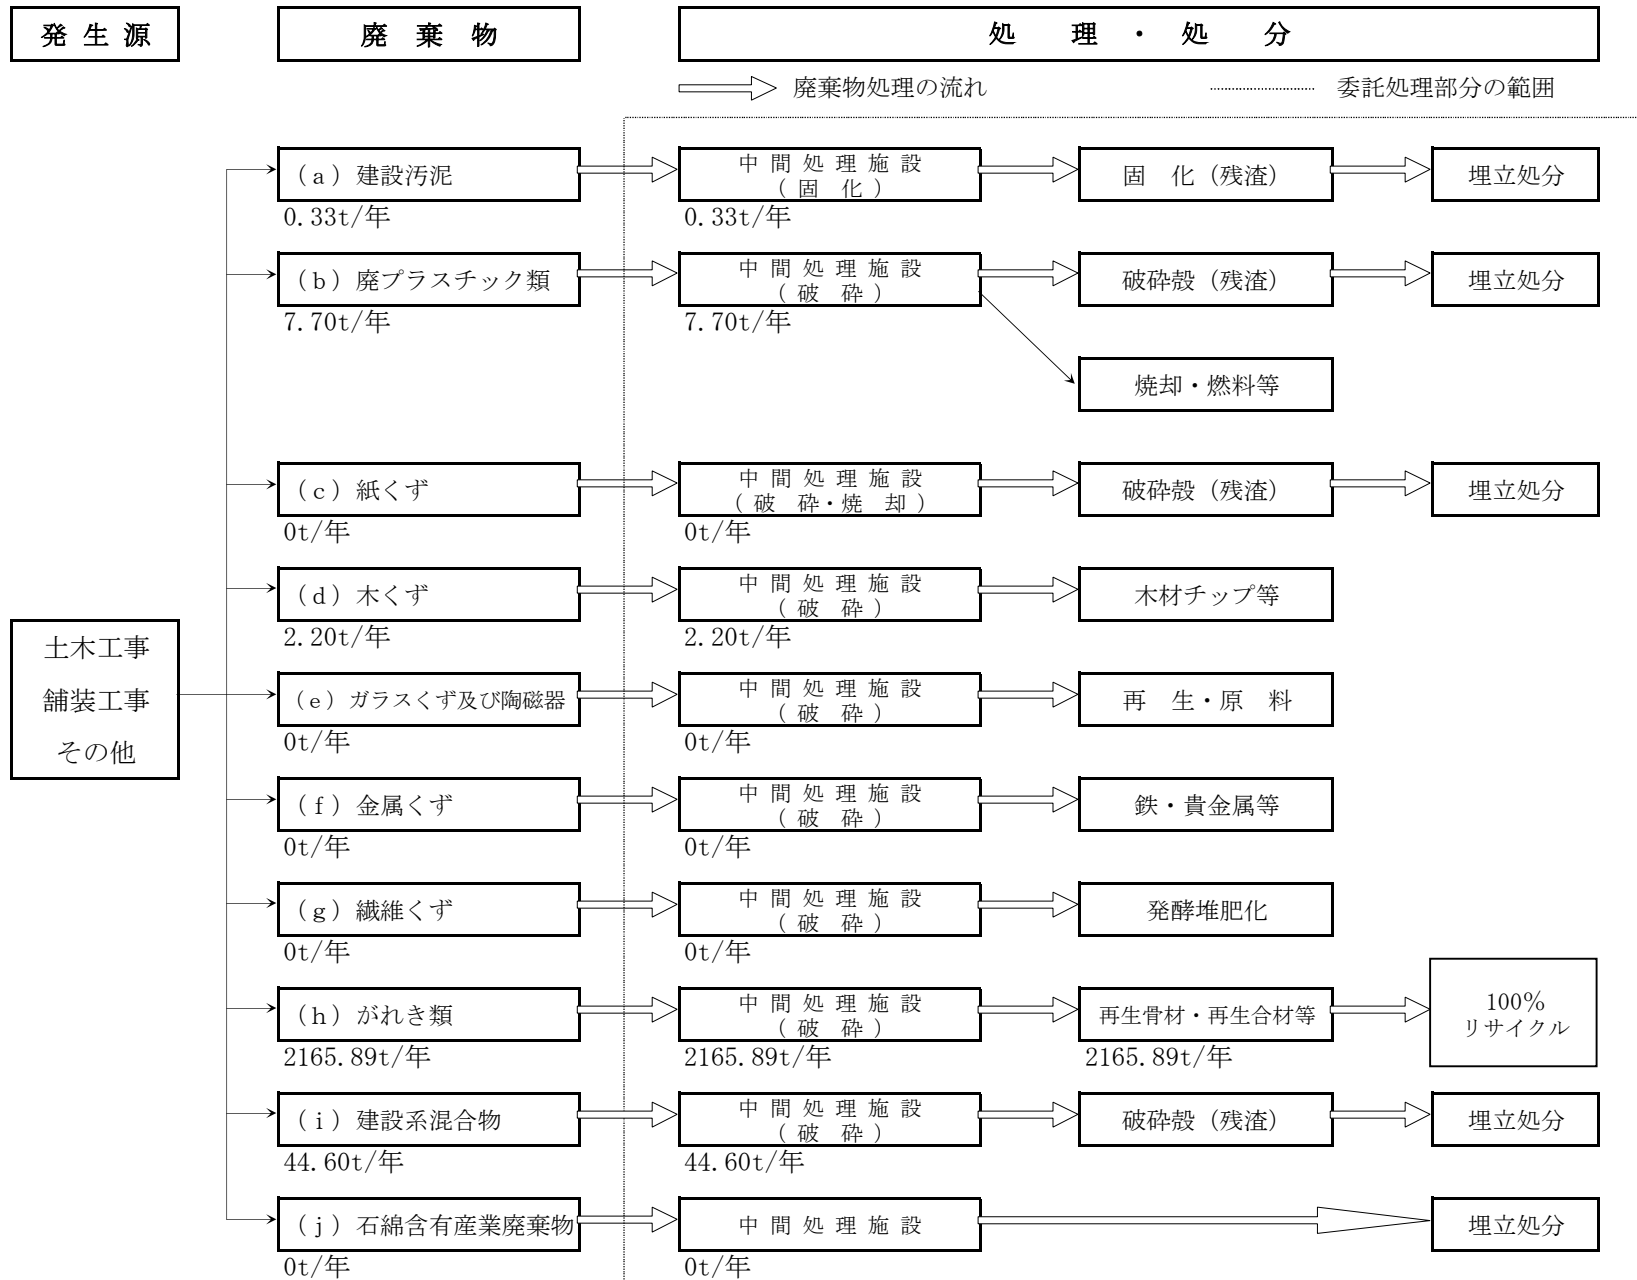 発生源
廃棄物
処理・処分
廃棄物処理の流れ
委託処理部分の範囲
土木工事
舗装工事
その他
(a)建設汚泥
0.33t/年
中間処理施設
(固 化)
0.33t/年
固 化(残渣)
埋立処分
(b)廃プラスチック類
7.70t/年
中間処理施設
(破 砕)
7.70t/年
破砕殻(残渣)
埋立処分
焼却・燃料等
(c)紙くず
0t/年
中間処理施設
(破 砕・焼 却)
0t/年
破砕殻(残渣)
埋立処分
(d)木くず
2.20t/年
中間処理施設
(破 砕)
2.20t/年
木材チップ等
(e)ガラスくず及び陶磁器
0t/年
中間処理施設
(破 砕)
0t/年
再 生・原 料
(f)金属くず
0t/年
中間処理施設
(破 砕)
0t/年
鉄・貴金属等
(g)繊維くず
0t/年
中間処理施設
(破 砕)
0t/年
発酵堆肥化
(h)がれき類
2165.89t/年
中間処理施設
(破 砕)
2165.89t/年
再生骨材・再生合材等
2165.89t/年
100%
リサイクル
(i)建設系混合物
44.60t/年
中間処理施設
(破 砕)
44.60t/年
破砕殻(残渣)
埋立処分
(j)石綿含有産業廃棄物
0t/年
中間処理施設
0t/年
埋立処分